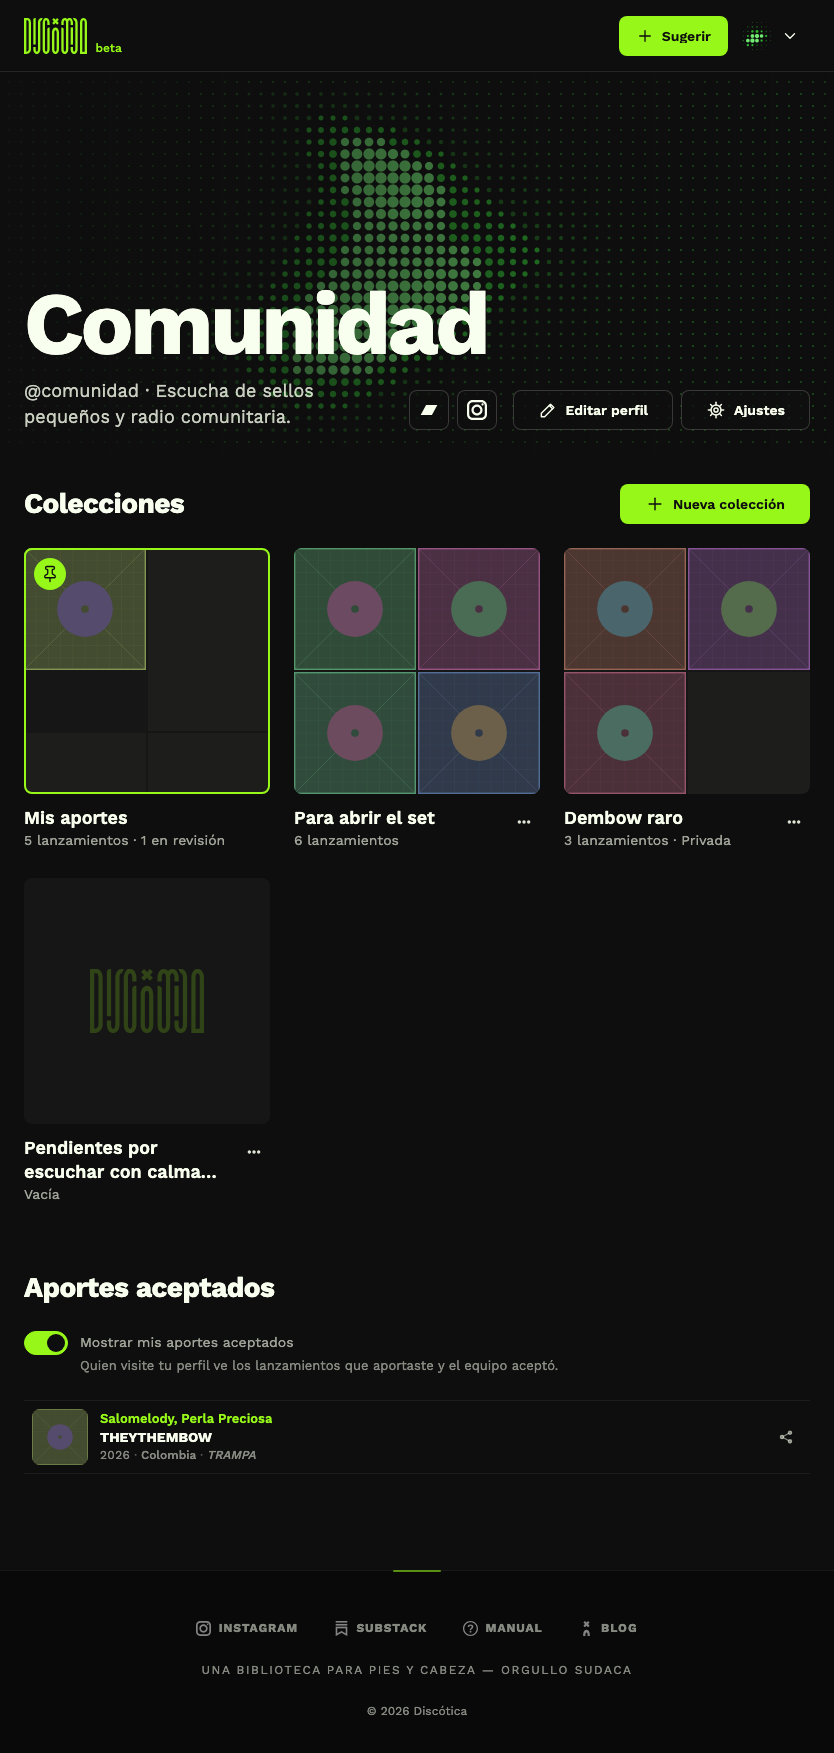 beta
Sugerir
Comunidad
@comunidad · Escucha de sellos
pequeños y radio comunitaria.
Editar perfil
Ajustes
Colecciones
Nueva colección
Mis aportes
5 lanzamientos · 1 en revisión
Para abrir el set
6 lanzamientos
Dembow raro
3 lanzamientos · Privada
Pendientes por
escuchar con calma...
Vacía
Aportes aceptados
Mostrar mis aportes aceptados
Quien visite tu perfil ve los lanzamientos que aportaste y el equipo aceptó.
Salomelody, Perla Preciosa
THEYTHEMBOW
2026 · Colombia · TRAMPA
INSTAGRAM
SUBSTACK
MANUAL
BLOG
UNA BIBLIOTECA PARA PIES Y CABEZA — ORGULLO SUDACA
© 2026 Discótica